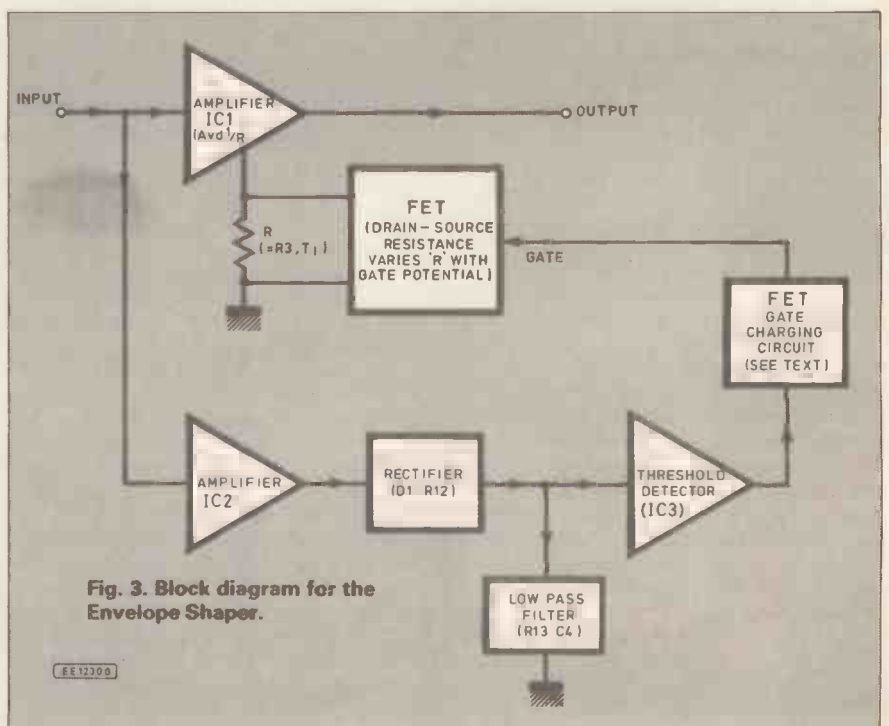 INPUT
AMPLIFIER
IC1
(Avd ¹/R
OUTPUT
R
(=R3,T₁)
FET
(DRAIN-SOURCE
RESISTANCE
VARIES 'R' WITH
GATE POTENTIAL)
GATE
FET
GATE
CHARGING
CIRCUIT
(SEE TEXT)
AMPLIFIER
IC2
RECTIFIER
(D1 R12)
THRESHOLD
DETECTOR
(IC3)
LOW PASS
FILTER
(R13 C4)
Fig. 3. Block diagram for the
Envelope Shaper.